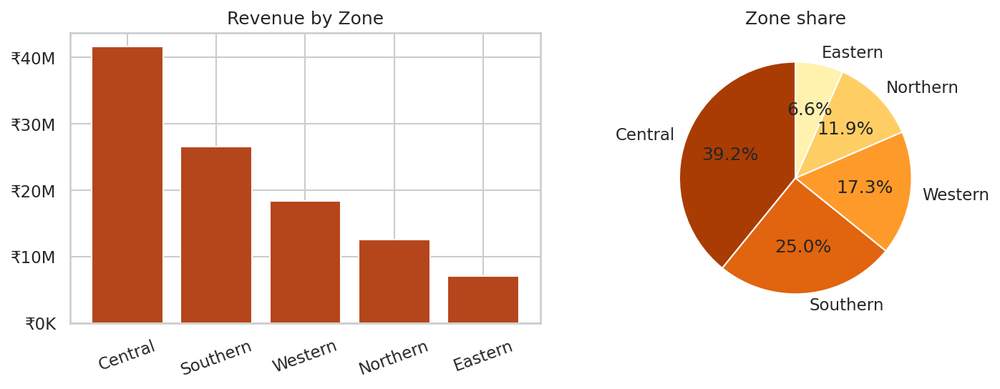 Revenue by Zone
₹40M
₹30M
₹20M
₹10M
₹0K
Central
Southern
Western
Northern
Eastern
Zone share
Eastern
Northern
Central
Western
Southern
6.6%
11.9%
39.2%
17.3%
25.0%